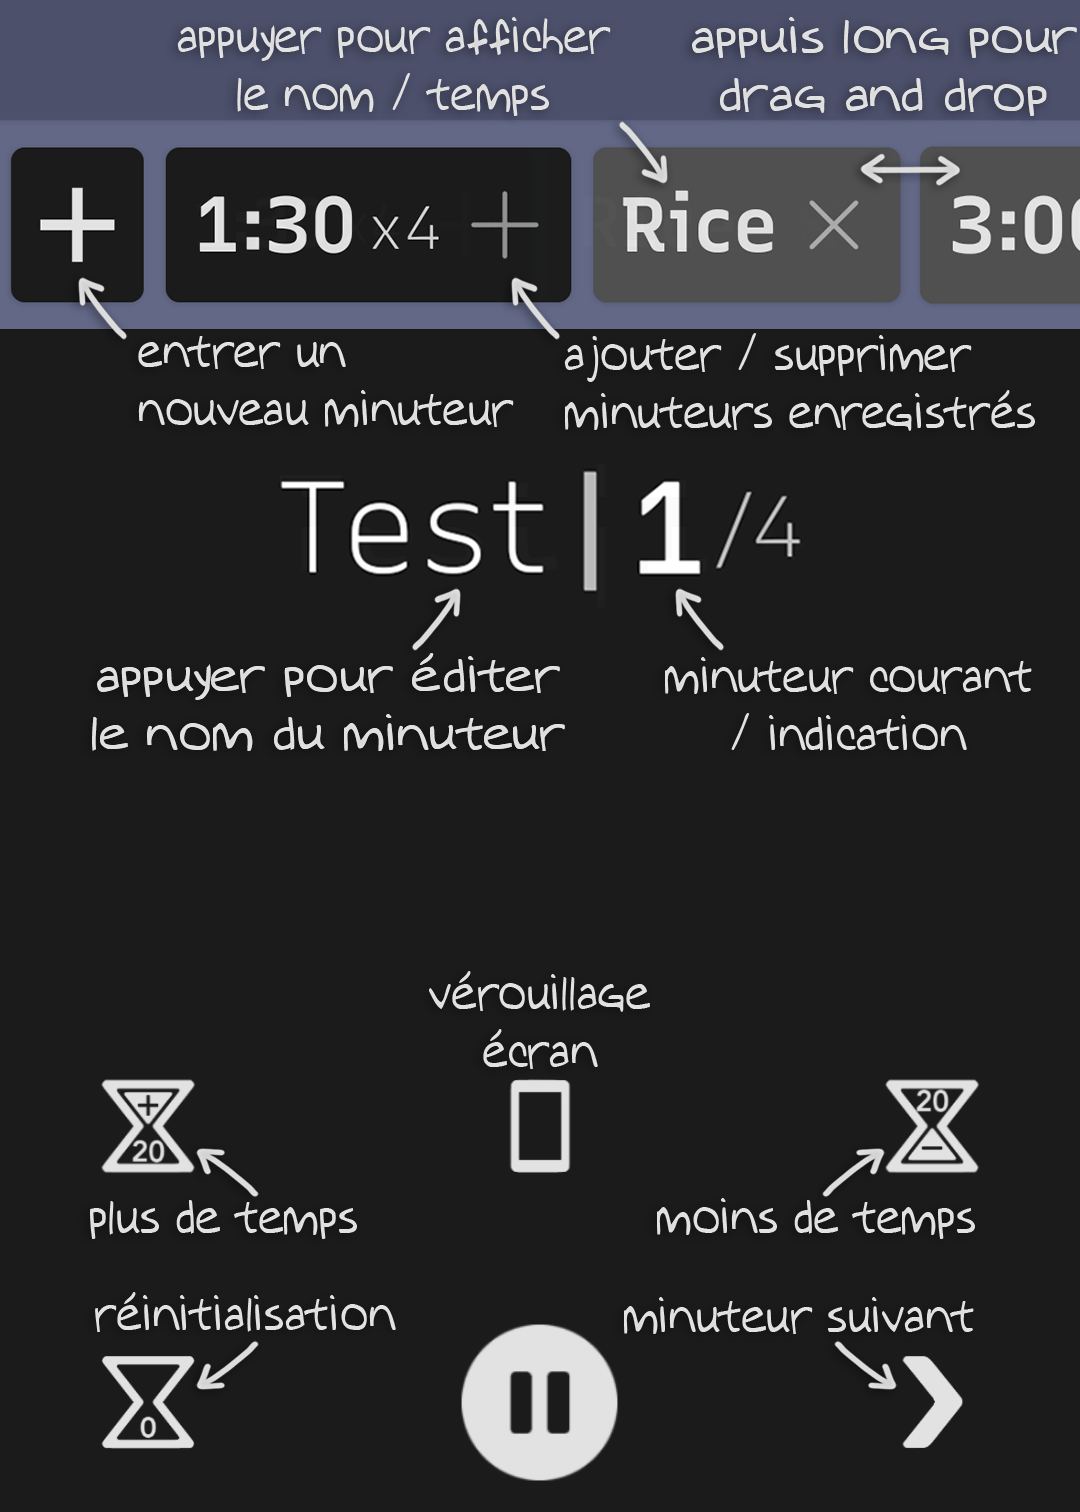 appuyer pour afficher
le nom / temps
appuis long pour
drag and drop
+
1:30 x4 +
Rice ×
3:00
entrer un
nouveau minuteur
ajouter / supprimer
minuteurs enregistrés
Test | 1/4
appuyer pour éditer
le nom du minuteur
minuteur courant
/ indication
vérouillage
écran
+
20
20
−
plus de temps
moins de temps
réinitialisation
minuteur suivant
0